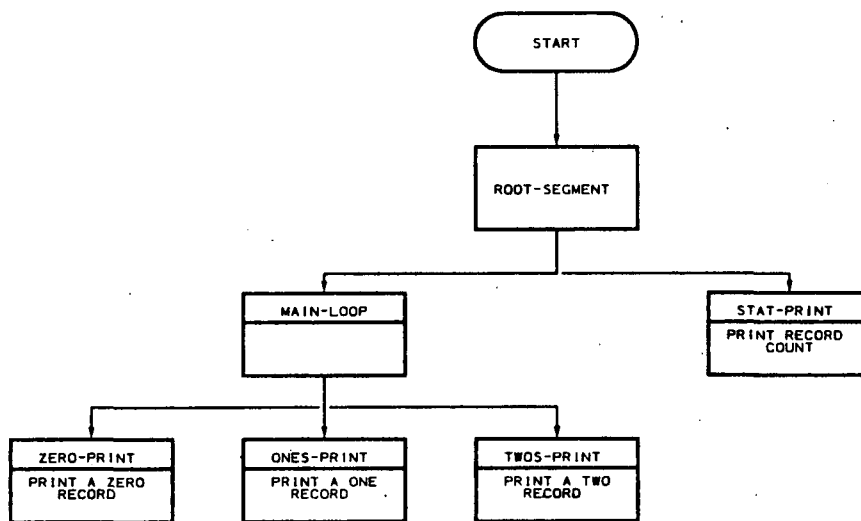 START
ROOT-SEGMENT
MAIN-LOOP
STAT-PRINT
PRINT RECORD
COUNT
ZERO-PRINT
PRINT A ZERO
RECORD
ONES-PRINT
PRINT A ONE
RECORD
TWOS-PRINT
PRINT A TWO
RECORD